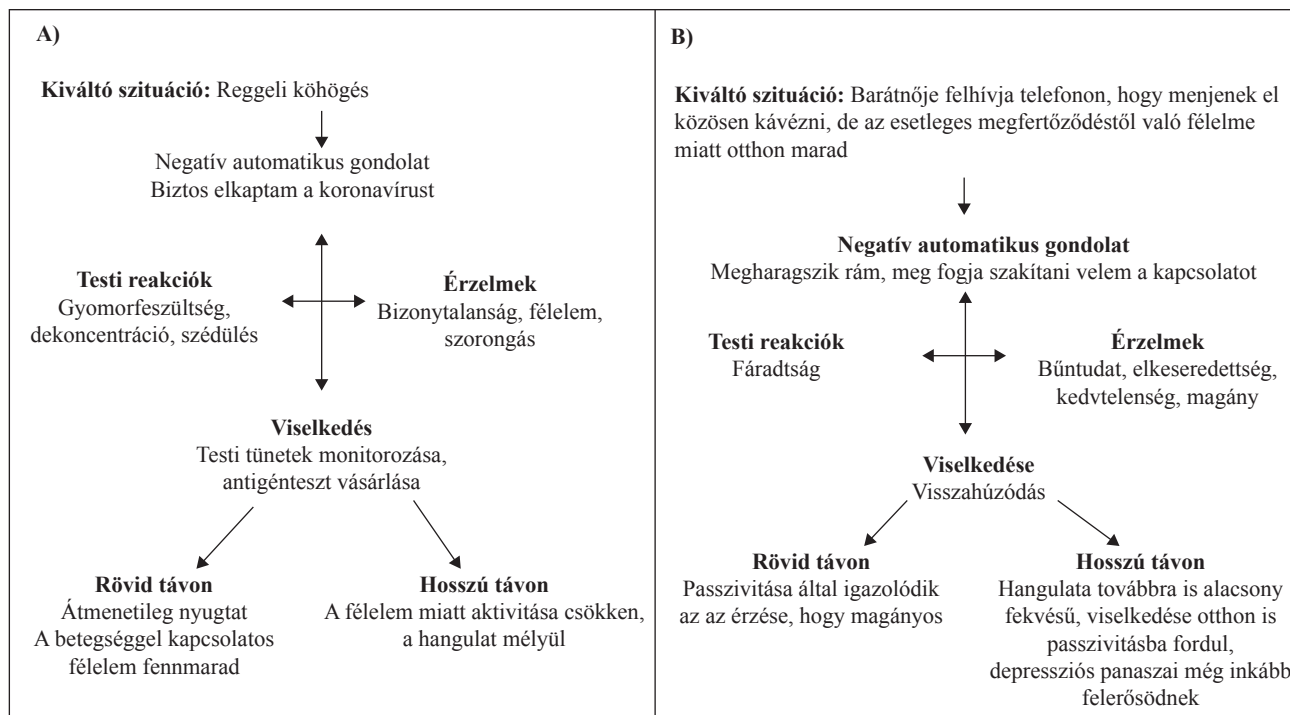 A)
Kiváltó szituáció: Reggeli köhögés
Negatív automatikus gondolat
Biztos elkaptam a koronavírust
Testi reakciók
Gyomorfeszültség,
dekoncentráció, szédülés
Érzelmek
Bizonytalanság, félelem,
szorongás
Viselkedés
Testi tünetek monitorozása,
antigénteszt vásárlása
Rövid távon
Átmenetileg nyugtat
A betegséggel kapcsolatos
félelem fennmarad
Hosszú távon
A félelem miatt aktivitása csökken,
a hangulat mélyül
B)
Kiváltó szituáció: Barátnője felhívja telefonon, hogy menjenek el
közösen kávézni, de az esetleges megfertőződéstől való félelme
miatt otthon marad
Negatív automatikus gondolat
Megharagszik rám, meg fogja szakítani velem a kapcsolatot
Testi reakciók
Fáradtság
Érzelmek
Bűntudat, elkeseredettség,
kedvtelenség, magány
Viselkedése
Visszahúzódás
Rövid távon
Passzivitása által igazolódik
az az érzése, hogy magányos
Hosszú távon
Hangulata továbbra is alacsony
fekvésű, viselkedése otthon is
passzivitásba fordul,
depressziós panaszai még inkább
felerősödnek